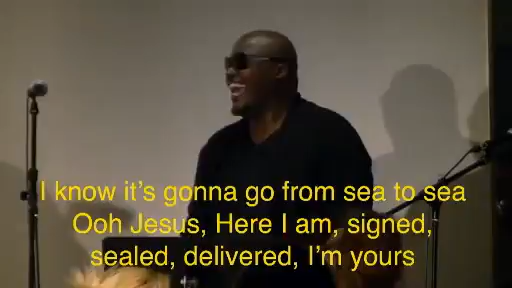 I know it's gonna go from sea to sea
Ooh Jesus, Here I am, signed,
sealed, delivered, I'm yours